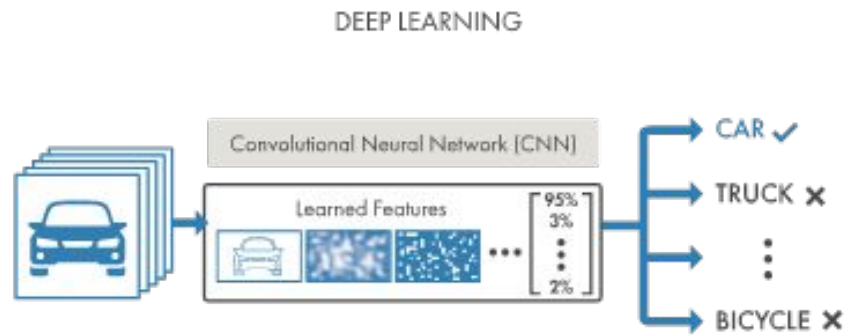 DEEP LEARNING
Convolutional Neural Network (CNN)
Learned Features
95%
3%
2%
CAR
TRUCK
BICYCLE